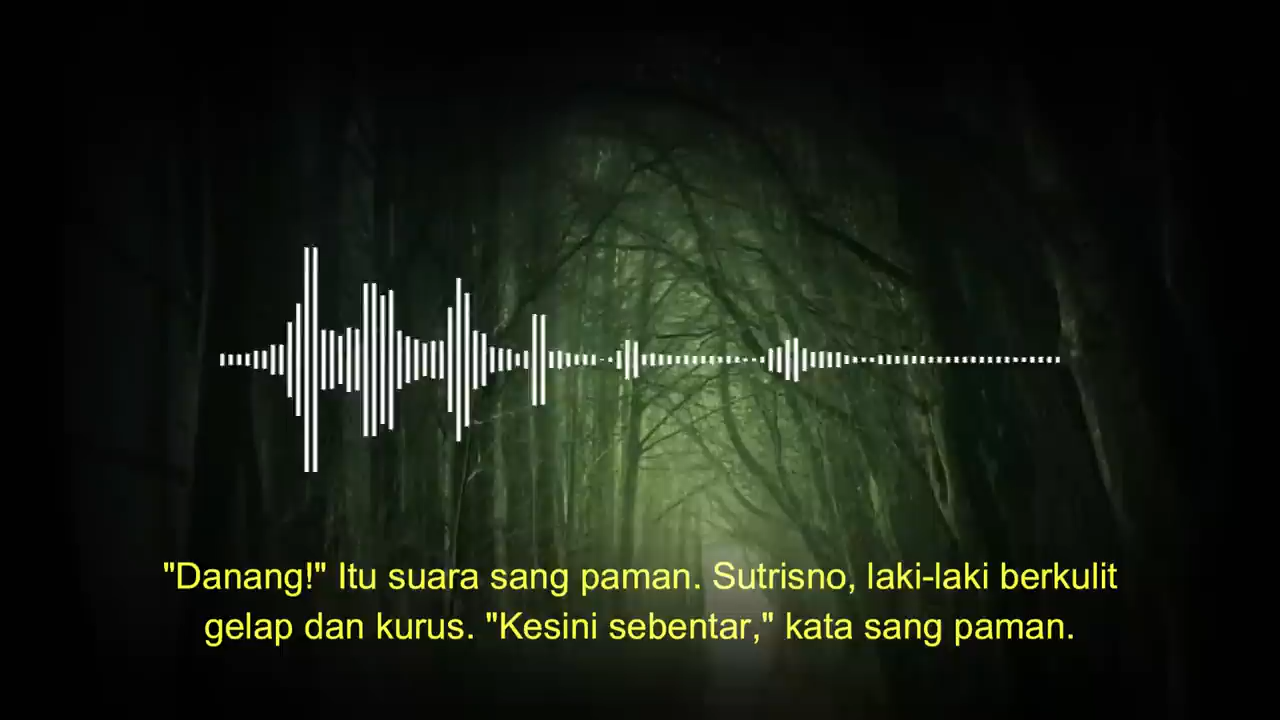 "Danang!" Itu suara sang paman. Sutrisno, laki-laki berkulit
gelap dan kurus. "Kesini sebentar," kata sang paman.